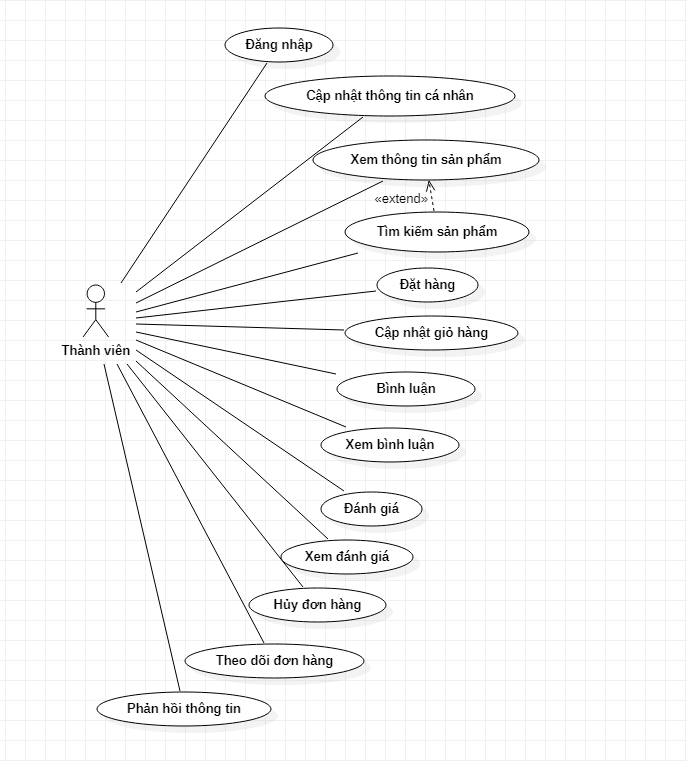 Đăng nhập
Cập nhật thông tin cá nhân
Xem thông tin sản phẩm
«extend»
Tìm kiếm sản phẩm
Đặt hàng
Cập nhật giỏ hàng
Thành viên
Bình luận
Xem bình luận
Đánh giá
Xem đánh giá
Hủy đơn hàng
Theo dõi đơn hàng
Phản hồi thông tin